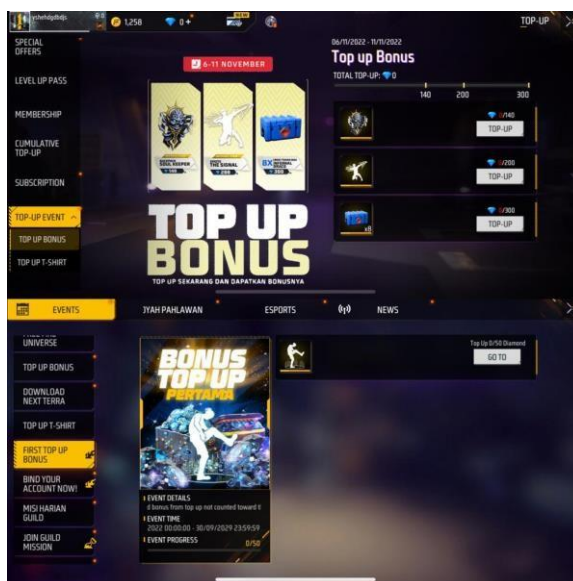 yshehdgdbdjs
1,258
0 +
NEW
TOP-UP
SPECIAL
OFFERS
LEVEL UP PASS
MEMBERSHIP
CUMULATIVE
TOP-UP
SUBSCRIPTION
TOP-UP EVENT
TOP UP BONUS
TOP UP T-SHIRT
6-11 NOVEMBER
SOUL KEEPER
THE SIGNAL
8X
TOP UP
BONUS
TOP UP SEKARANG DAN DAPATKAN BONUSNYA
06/11/2022 - 11/11/2022
Top up Bonus
TOTAL TOP-UP: 0
140 200 300
0/140
TOP-UP
0/200
TOP-UP
0/300
TOP-UP
x8
EVENTS
JYAH PAHLAWAN
ESPORTS
NEWS
UNIVERSE
TOP UP BONUS
DOWNLOAD
NEXT TERRA
TOP UP T-SHIRT
FIRST TOP UP
BONUS
BIND YOUR
ACCOUNT NOW!
MISI HARIAN
GUILD
JOIN GUILD
MISSION
BONUS
TOP UP
PERTAMA
EVENT DETAILS
d bonus from top up not counted toward t
EVENT TIME
2022 00:00:00 - 30/09/2029 23:59:59
EVENT PROGRESS
0/50
Top Up 0/50 Diamond
GO TO